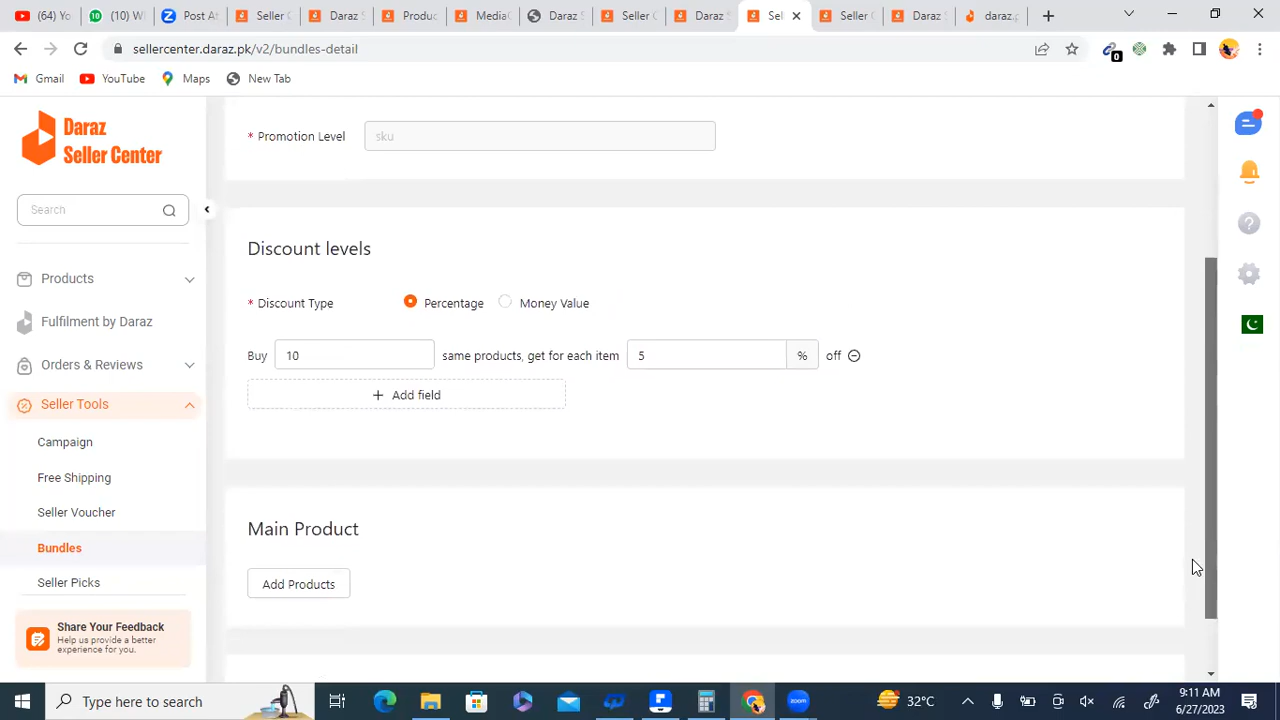 (64) Yo
(10) W
Post At
Seller C
Daraz S
Produc
MediaC
Daraz S
Seller C
Daraz S
Sel
Seller C
Daraz S
daraz.p
sellercenter.daraz.pk/v2/bundles-detail
0
Gmail
YouTube
Maps
New Tab
Daraz
Seller Center
Search
Products
Fulfilment by Daraz
Orders & Reviews
Seller Tools
Campaign
Free Shipping
Seller Voucher
Bundles
Seller Picks
Share Your Feedback
Help us provide a better
experience for you.
* Promotion Level sku
Discount levels
* Discount Type Percentage Money Value
Buy 10 same products, get for each item 5 % off
+ Add field
Main Product
Add Products
Type here to search
zoom
32°C
9:11 AM
6/27/2023